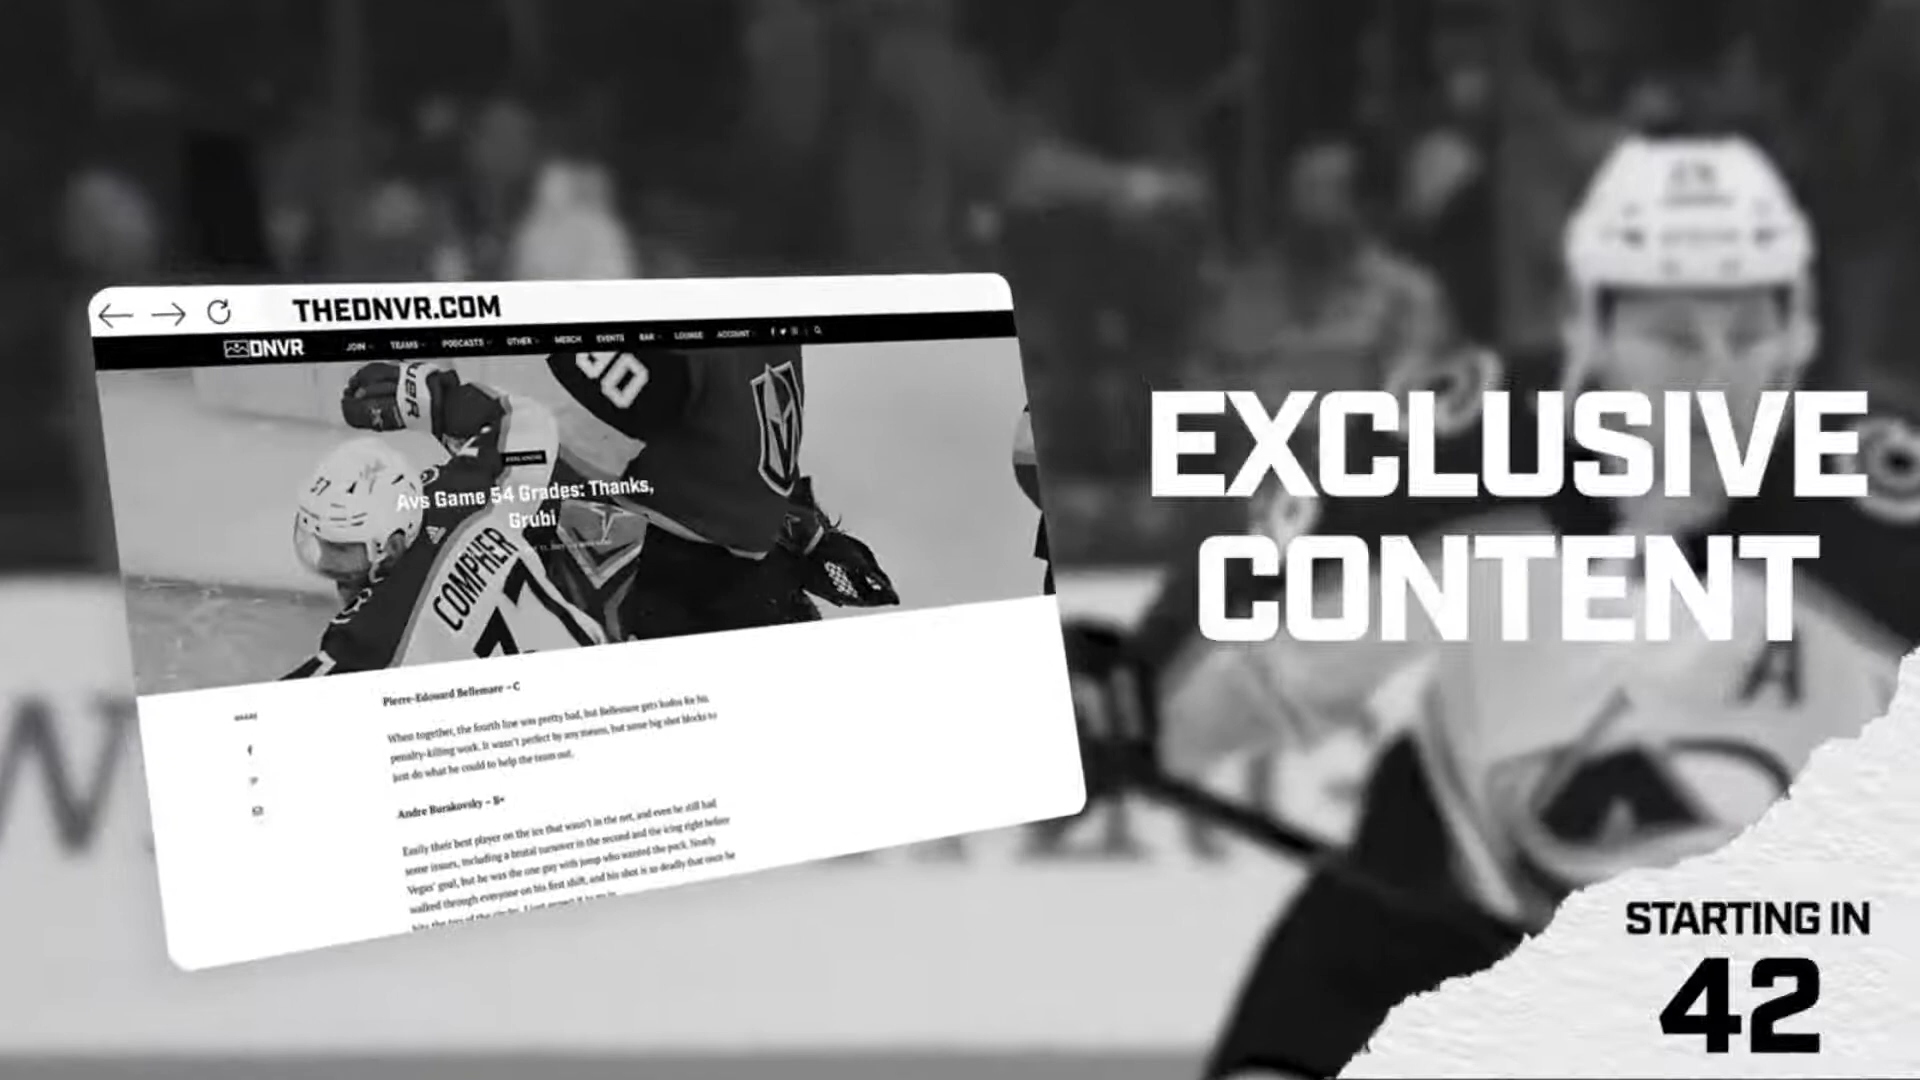 THEDNVR.COM
DNVR JOIN TEAMS PODCASTS OTHER MERCH EVENTS BAR LOUNGE ACCOUNT
90
Avs Game 54 Grades: Thanks,
Grubi
COMPHER
37
SHARE
Pierre-Edouard Bellemare – C
When together, the fourth line was pretty bad, but Bellemare gets kudos for his
penalty-killing work. It wasn't perfect by any means, but some big shot blocks to
just do what he could to help the team out.
Andre Burakovsky – B+
Easily their best player on the ice that wasn't in the net, and even he still had
some issues, including a brutal turnover in the second and the icing right before
Vegas' goal, but he was the one guy with jump who wanted the puck. Nearly
walked through everyone on his first shift, and his shot is so deadly that once he
EXCLUSIVE
CONTENT
A
STARTING IN
42